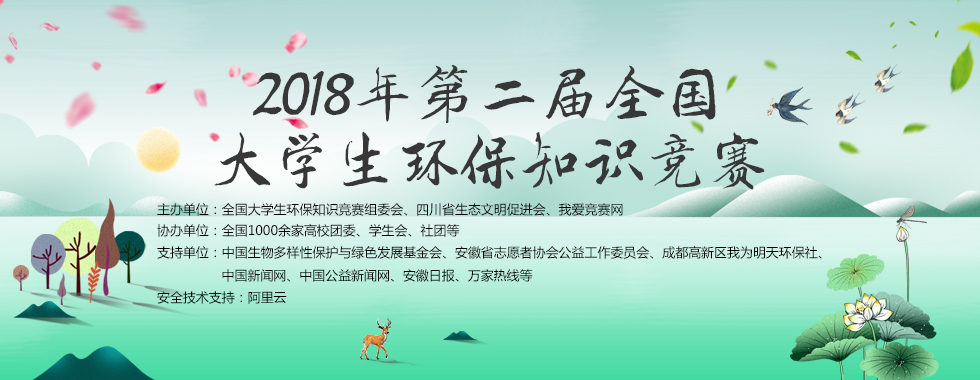 2018年第二届全国
大学生环保知识竞赛
主办单位：全国大学生环保知识竞赛组委会、四川省生态文明促进会、我爱竞赛网
协办单位：全国1000余家高校团委、学生会、社团等
支持单位：中国生物多样性保护与绿色发展基金会、安徽省志愿者协会公益工作委员会、成都高新区我为明天环保社、
中国新闻网、中国公益新闻网、安徽日报、万家热线等
安全技术支持：阿里云